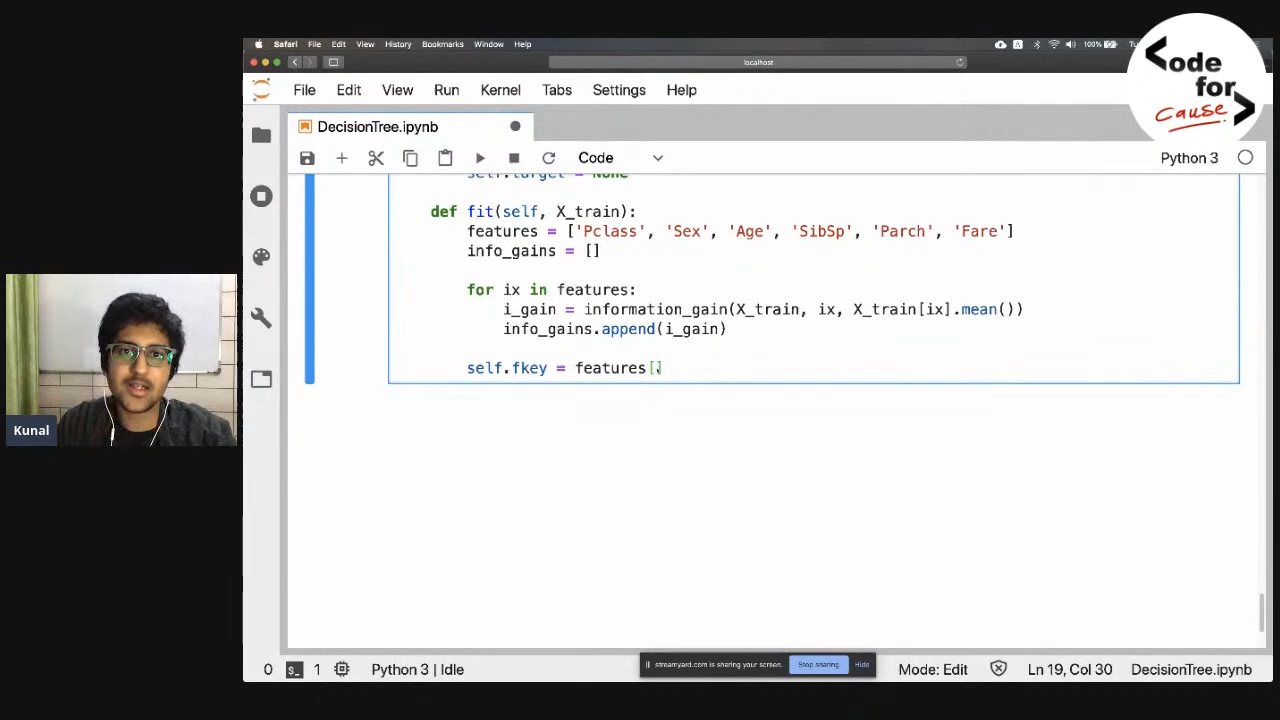 Safari File Edit View History Bookmarks Window Help
100%
localhost
<ode
for>
cause
File Edit View Run Kernel Tabs Settings Help
DecisionTree.ipynb
Code
Python 3
self.target = None
def fit(self, X_train):
features = ['Pclass', 'Sex', 'Age', 'SibSp', 'Parch', 'Fare']
info_gains = []
for ix in features:
i_gain = information_gain(X_train, ix, X_train[ix].mean())
info_gains.append(i_gain)
self.fkey = features[]
Kunal
streamyard.com is sharing your screen. Stop sharing Hide
0 $_ 1 Python 3 | Idle Mode: Edit Ln 19, Col 30 DecisionTree.ipynb